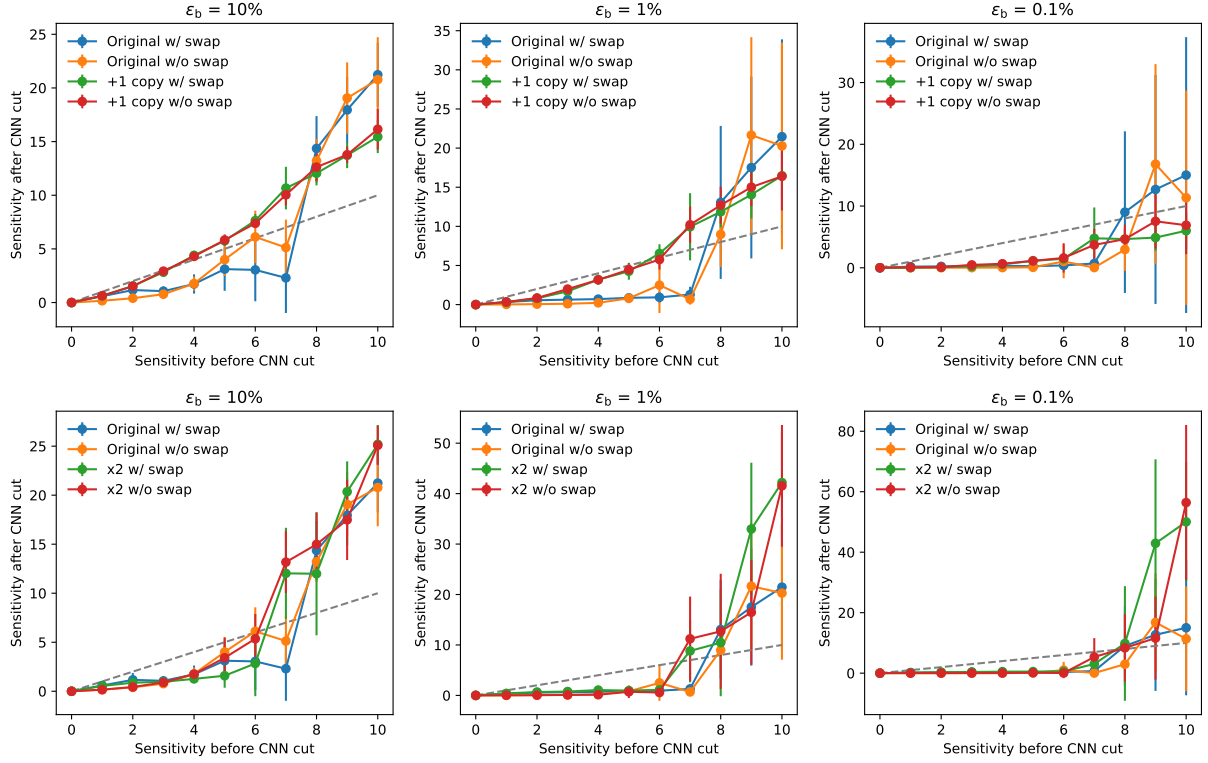 εb = 10%
Sensitivity after CNN cut
25
20
15
10
5
0
Original w/ swap
Original w/o swap
+1 copy w/ swap
+1 copy w/o swap
0 2 4 6 8 10
Sensitivity before CNN cut
εb = 1%
Sensitivity after CNN cut
35
30
25
20
15
10
5
0
Original w/ swap
Original w/o swap
+1 copy w/ swap
+1 copy w/o swap
0 2 4 6 8 10
Sensitivity before CNN cut
εb = 0.1%
Sensitivity after CNN cut
30
20
10
0
Original w/ swap
Original w/o swap
+1 copy w/ swap
+1 copy w/o swap
0 2 4 6 8 10
Sensitivity before CNN cut
εb = 10%
Sensitivity after CNN cut
25
20
15
10
5
0
Original w/ swap
Original w/o swap
x2 w/ swap
x2 w/o swap
0 2 4 6 8 10
Sensitivity before CNN cut
εb = 1%
Sensitivity after CNN cut
50
40
30
20
10
0
Original w/ swap
Original w/o swap
x2 w/ swap
x2 w/o swap
0 2 4 6 8 10
Sensitivity before CNN cut
εb = 0.1%
Sensitivity after CNN cut
80
60
40
20
0
Original w/ swap
Original w/o swap
x2 w/ swap
x2 w/o swap
0 2 4 6 8 10
Sensitivity before CNN cut